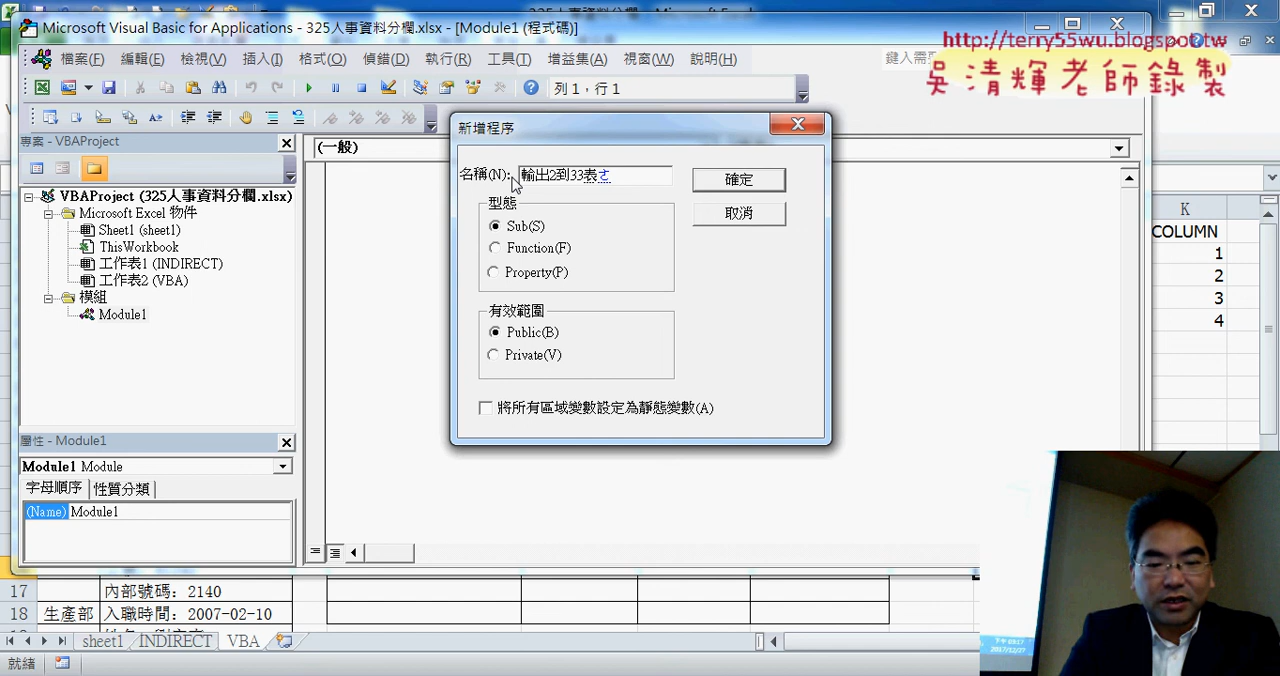 Microsoft Visual Basic for Applications - 325人事資料分欄.xlsx - [Module1 (程式碼)]
http://terry55wu.blogspot.tw
檔案(F) 編輯(E) 檢視(V) 插入(I) 格式(O) 偵錯(D) 執行(R) 工具(T) 增益集(A) 視窗(W) 說明(H)
吳清輝老師錄製
列 1，行 1
專案 - VBAProject
新增程序
(一般)
名稱(N):
輸出2到33表ㄜ
確定
型態
取消
Sub(S)
Function(F)
Property(P)
有效範圍
Public(B)
Private(V)
將所有區域變數設定為靜態變數(A)
VBAProject (325人事資料分欄.xlsx)
Microsoft Excel 物件
Sheet1 (sheet1)
ThisWorkbook
工作表1 (INDIRECT)
工作表2 (VBA)
模組
Module1
K
COLUMN
1
2
3
4
屬性 - Module1
Module1 Module
字母順序 性質分類
(Name) Module1
17 內部號碼：2140
18 生產部 入職時間：2007-02-10
sheet1 INDIRECT VBA
就緒
2017/12/27